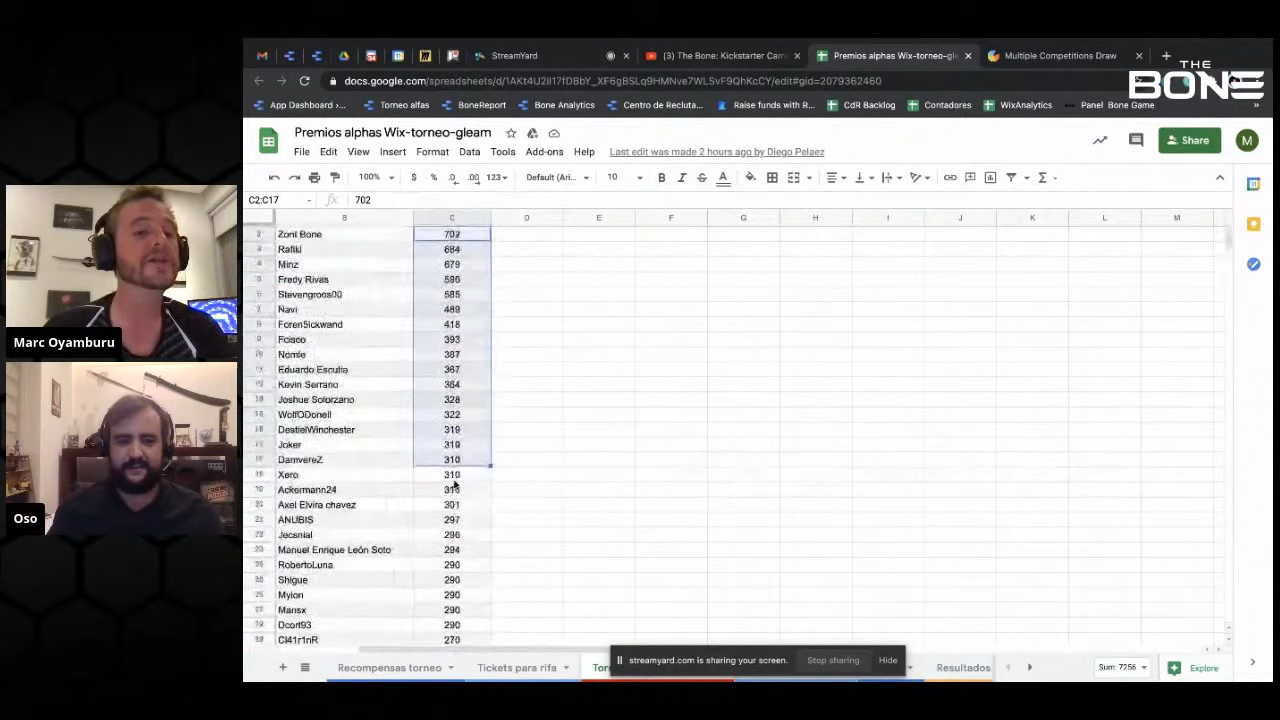 StreamYard
(3) The Bone: Kickstarter Cam
Premios alphas Wix-torneo-gle
Multiple Competitions Draw
THE
BONE
docs.google.com/spreadsheets/d/
edit#gid=2079362460
App Dashboard
Torneo alfas
BoneReport
Bone Analytics
Centro de Recluta...
Raise funds with R...
CdR Backlog
Contadores
WixAnalytics
Panel Bone Game
Premios alphas Wix-torneo-gleam
File Edit View Insert Format Data Tools Add-ons Help
Last edit was made 2 hours ago by Diego Pelaez
Share
M
100%
$ % .0 .00 123
Default (Ari...
10
B I S A
C2:C17
fx 702
B C D E F G H I J K L M
Zont Bone 702
Rafiki 684
Minz 679
Fredy Rivas
Stevengroos00 585
Navi
Foren5ickwand 418
Fcisco 393
Nomie 387
Eduardo Escutia 367
Kevin Serrano 364
Joshue Solorzano 328
WolfODonell 322
DestielWinchester 319
Joker 319
DamvereZ 310
Xero 310
Ackermann24
Axel Elvira chavez 301
ANUBIS 297
Jecsnial 296
Manuel Enrique León Soto 294
RobertoLuna 290
Shigue 290
Mylon 290
Mansx 290
Dcort93 290
Cl41r1nR 270
Marc Oyamburu
Oso
Recompensas torneo
Tickets para rifa
Tor
streamyard.com is sharing your screen.
Stop sharing
Hide
Resultados
Sum: 7256
Explore